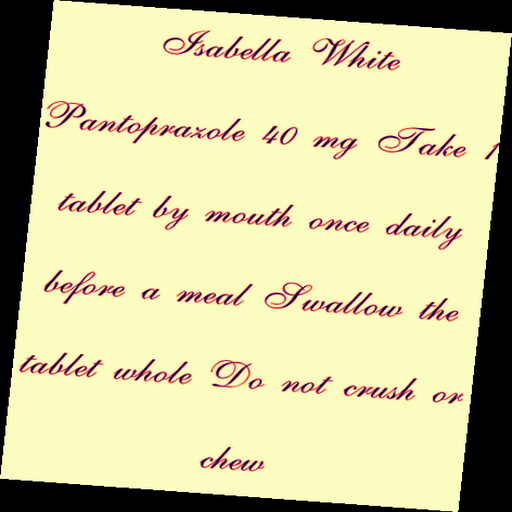 Isabella White
Pantoprazole 40 mg Take 1
tablet by mouth once daily
before a meal Swallow the
tablet whole Do not crush or
chew